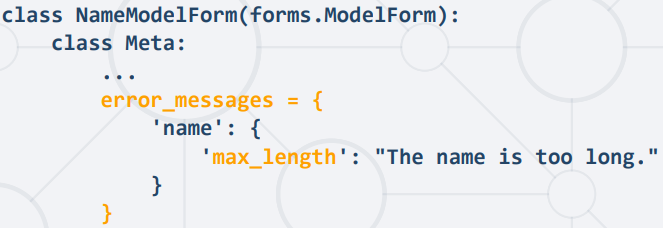 class NameModelForm(forms.ModelForm):
    class Meta:
        ...
        error_messages = {
            'name': {
                'max_length': "The name is too long."
            }
        }